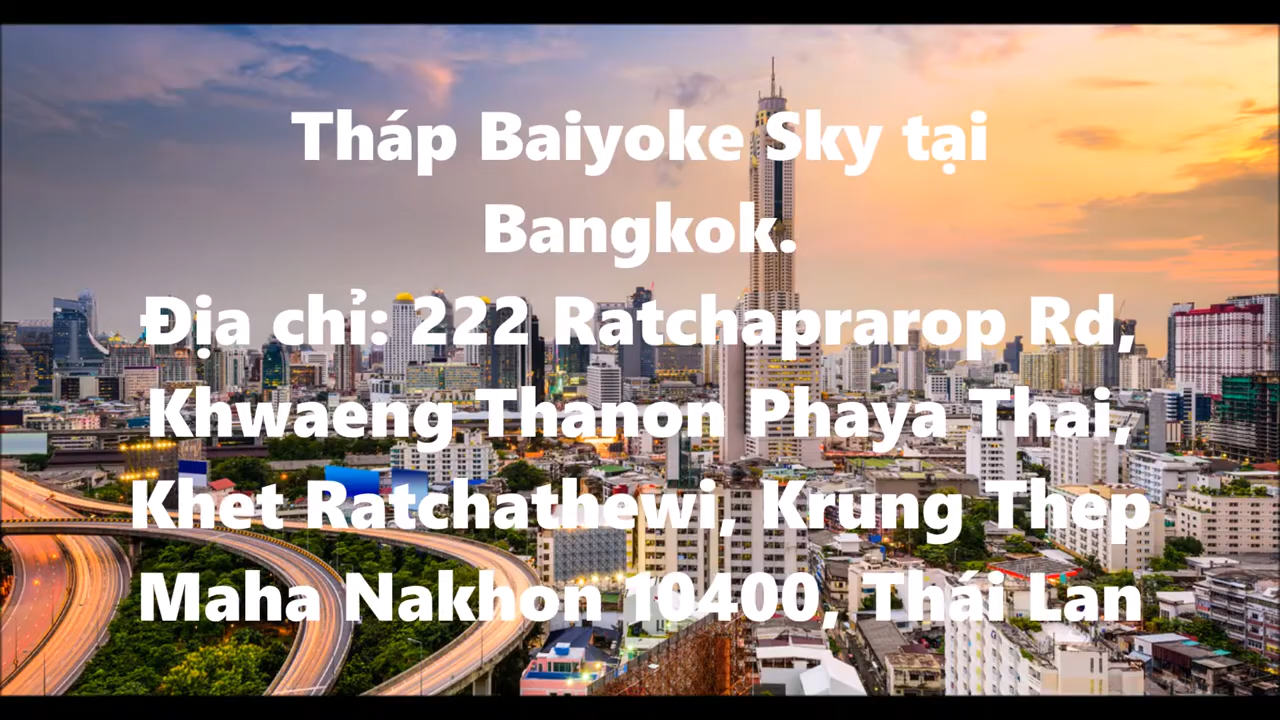 Tháp Baiyoke Sky tại
Bangkok.
Địa chỉ: 222 Ratchaprarop Rd,
Khwaeng Thanon Phaya Thai,
Khet Ratchathewi, Krung Thep
Maha Nakhon 10400, Thái Lan